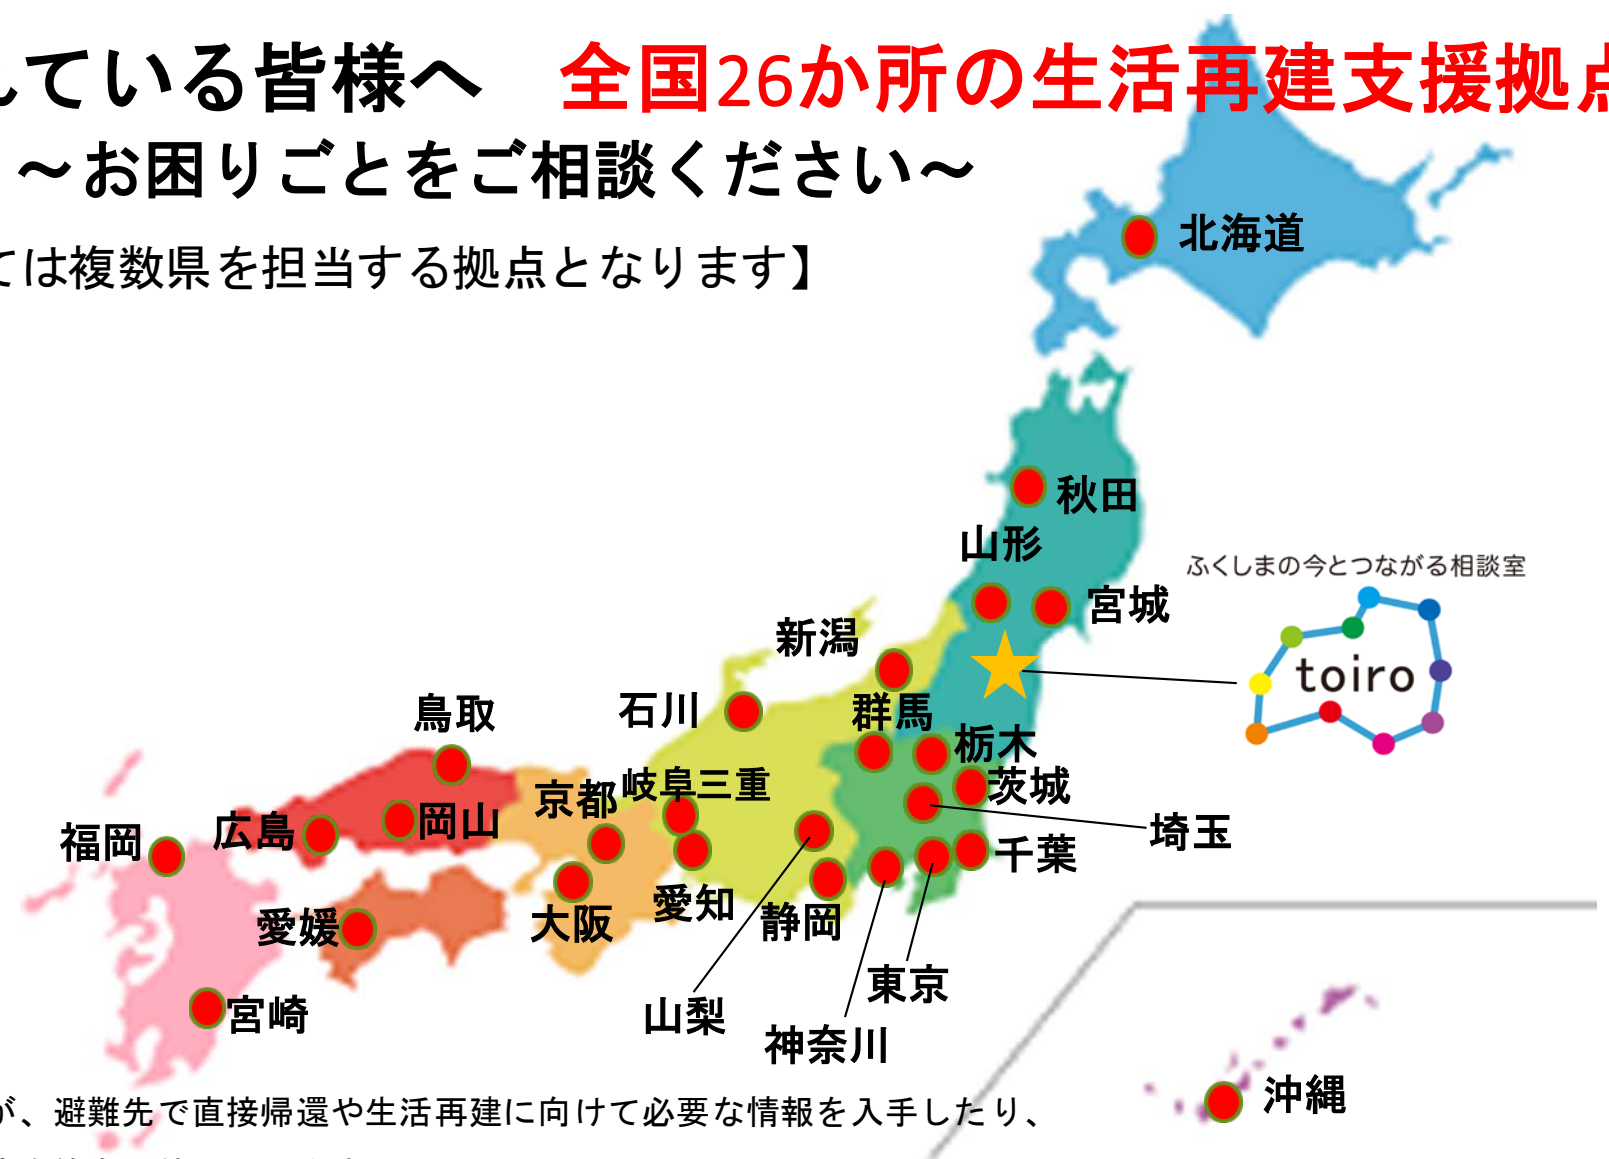 れている皆様へ　全国26か所の生活再建支援拠点
～お困りごとをご相談ください～
ては複数県を担当する拠点となります】
北海道
秋田
山形
宮城
ふくしまの今とつながる相談室
toiro
新潟
石川
群馬
鳥取
栃木
岐阜三重
京都
茨城
岡山
広島
福岡
埼玉
千葉
愛知
静岡
大阪
愛媛
東京
山梨
宮崎
神奈川
沖縄
が、避難先で直接帰還や生活再建に向けて必要な情報を入手したり、